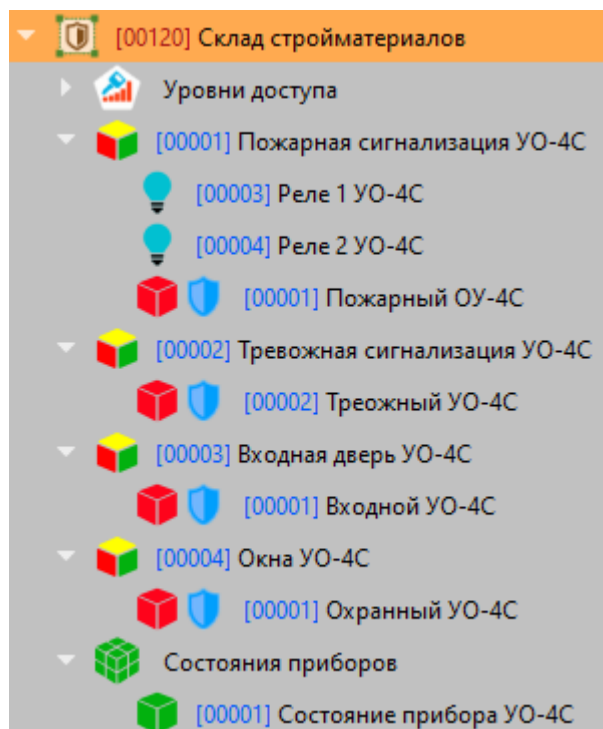 [00120] Склад стройматериалов
Уровни доступа
[00001] Пожарная сигнализация УО-4С
[00003] Реле 1 УО-4С
[00004] Реле 2 УО-4С
[00001] Пожарный ОУ-4С
[00002] Тревожная сигнализация УО-4С
[00002] Треожный УО-4С
[00003] Входная дверь УО-4С
[00001] Входной УО-4С
[00004] Окна УО-4С
[00001] Охранный УО-4С
Состояния приборов
[00001] Состояние прибора УО-4С